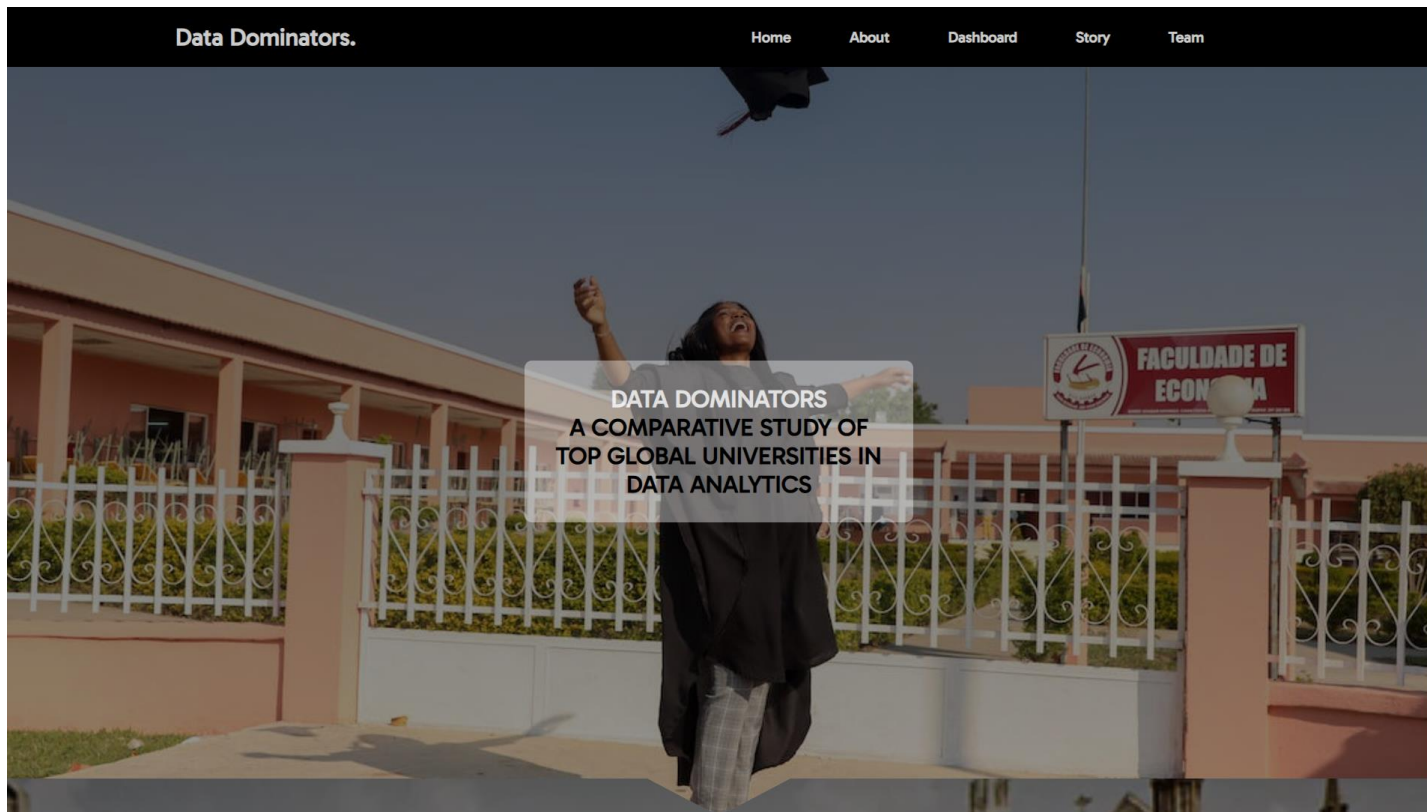 Data Dominators.
Home
About
Dashboard
Story
Team
FACULDADE DE
DATA DOMINATORS
A COMPARATIVE STUDY OF
TOP GLOBAL UNIVERSITIES IN
DATA ANALYTICS